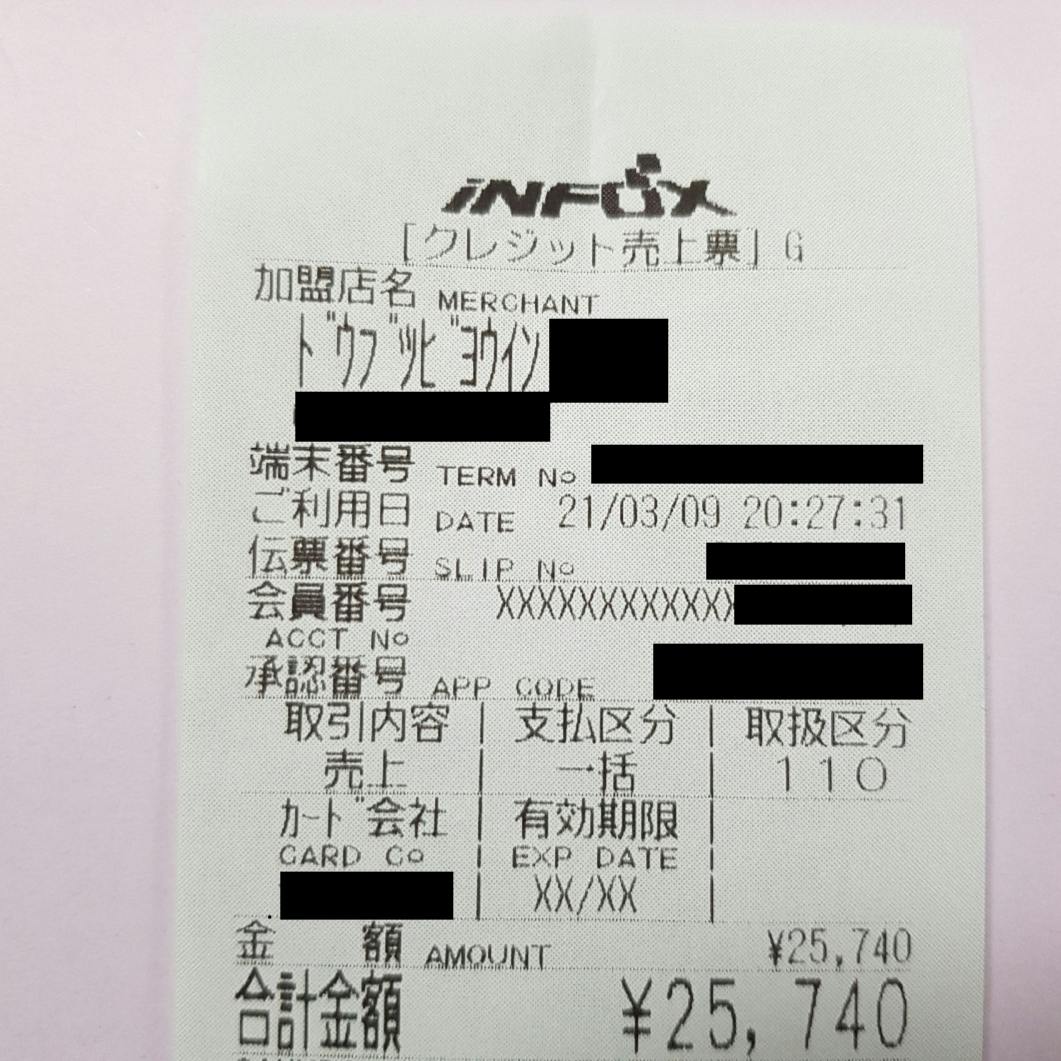 INFOX
[クレジット売上票] G
加盟店名 MERCHANT
ドウブツビヨウイン
端末番号 TERM No
ご利用日 DATE 21/03/09 20:27:31
伝票番号 SLIP No
会員番号 XXXXXXXXXXXX
ACCT No
承認番号 APP CODE
取引内容 | 支払区分 | 取扱区分
売上 | 一括 | 110
カード会社 | 有効期限 |
CARD Co | EXP DATE |
XX/XX |
金 額 AMOUNT ¥25,740
合計金額 ¥25,740